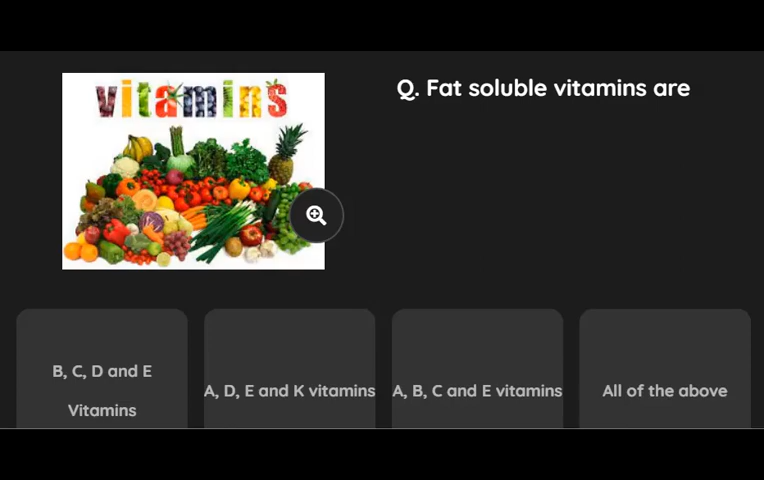 vitamins
Q. Fat soluble vitamins are
B, C, D and E
Vitamins
A, D, E and K vitamins
A, B, C and E vitamins
All of the above